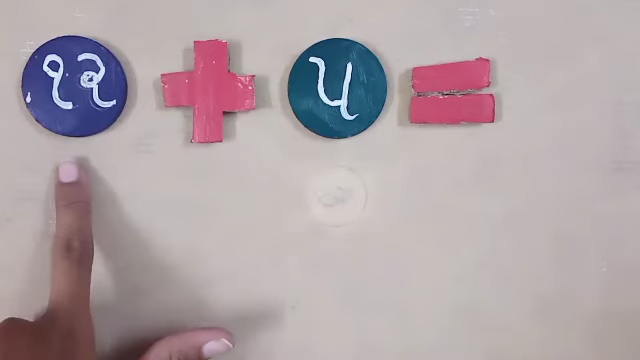 ૧૨ + ૫ =